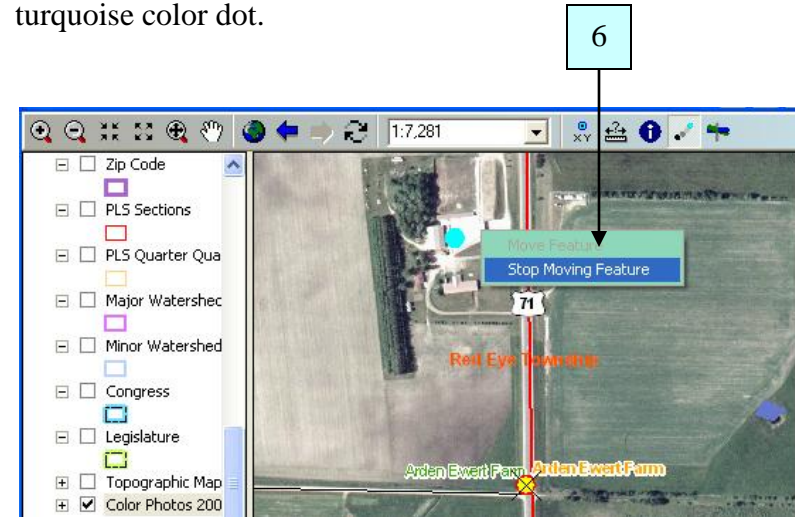 turquoise color dot.
6
1:7,281
XY
Zip Code
PLS Sections
PLS Quarter Qua
Major Watershec
Minor Watershed
Congress
Legislature
Topographic Map
Color Photos 200
Move Feature
Stop Moving Feature
71
Red Eye Township
Arden Ewert Farm Arden Ewert Farm